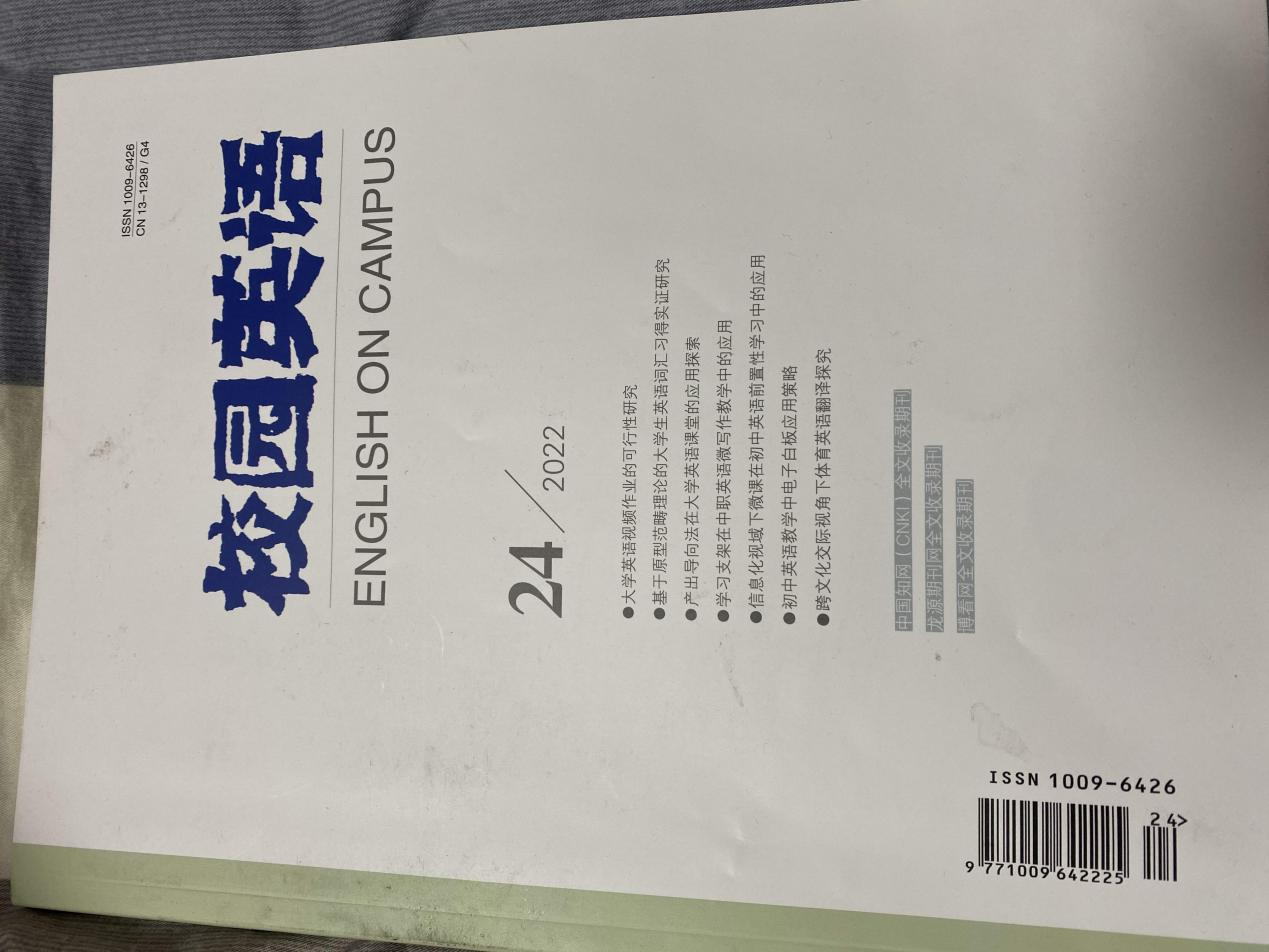 ISSN 1009-6426
CN 13-1298 / G4
校园英语
ENGLISH ON CAMPUS
24/2022
●大学英语视频作业的可行性研究
●基于原型范畴理论的大学生英语词汇习得实证研究
●产出导向法在大学英语课堂的应用探索
●学习支架在中职英语微写作教学中的应用
●信息化视域下微课在初中英语前置性学习中的应用
●初中英语教学中电子白板应用策略
●跨文化交际视角下体育英语翻译探究
中国知网（CNKI）全文收录期刊
龙源期刊网全文收录期刊
博看网全文收录期刊
ISSN 1009-6426
24>
9 771009 642225